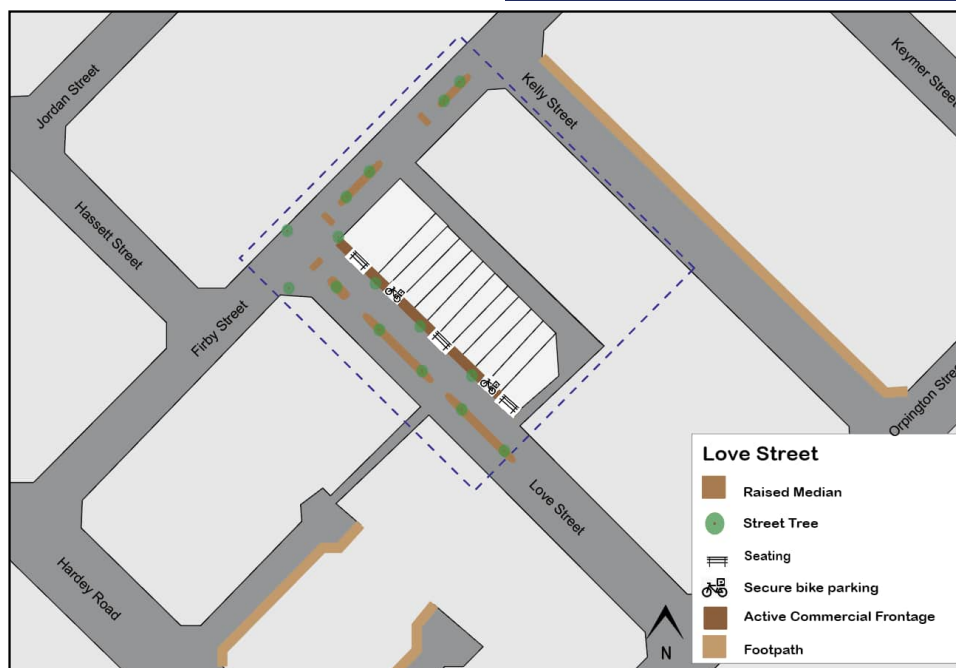 Jordan Street
Kelly Street
Keymer Street
Hassett Street
Firby Street
Orpington Street
Love Street
Hardey Road
Love Street
Raised Median
Street Tree
Seating
Secure bike parking
Active Commercial Frontage
Footpath
N